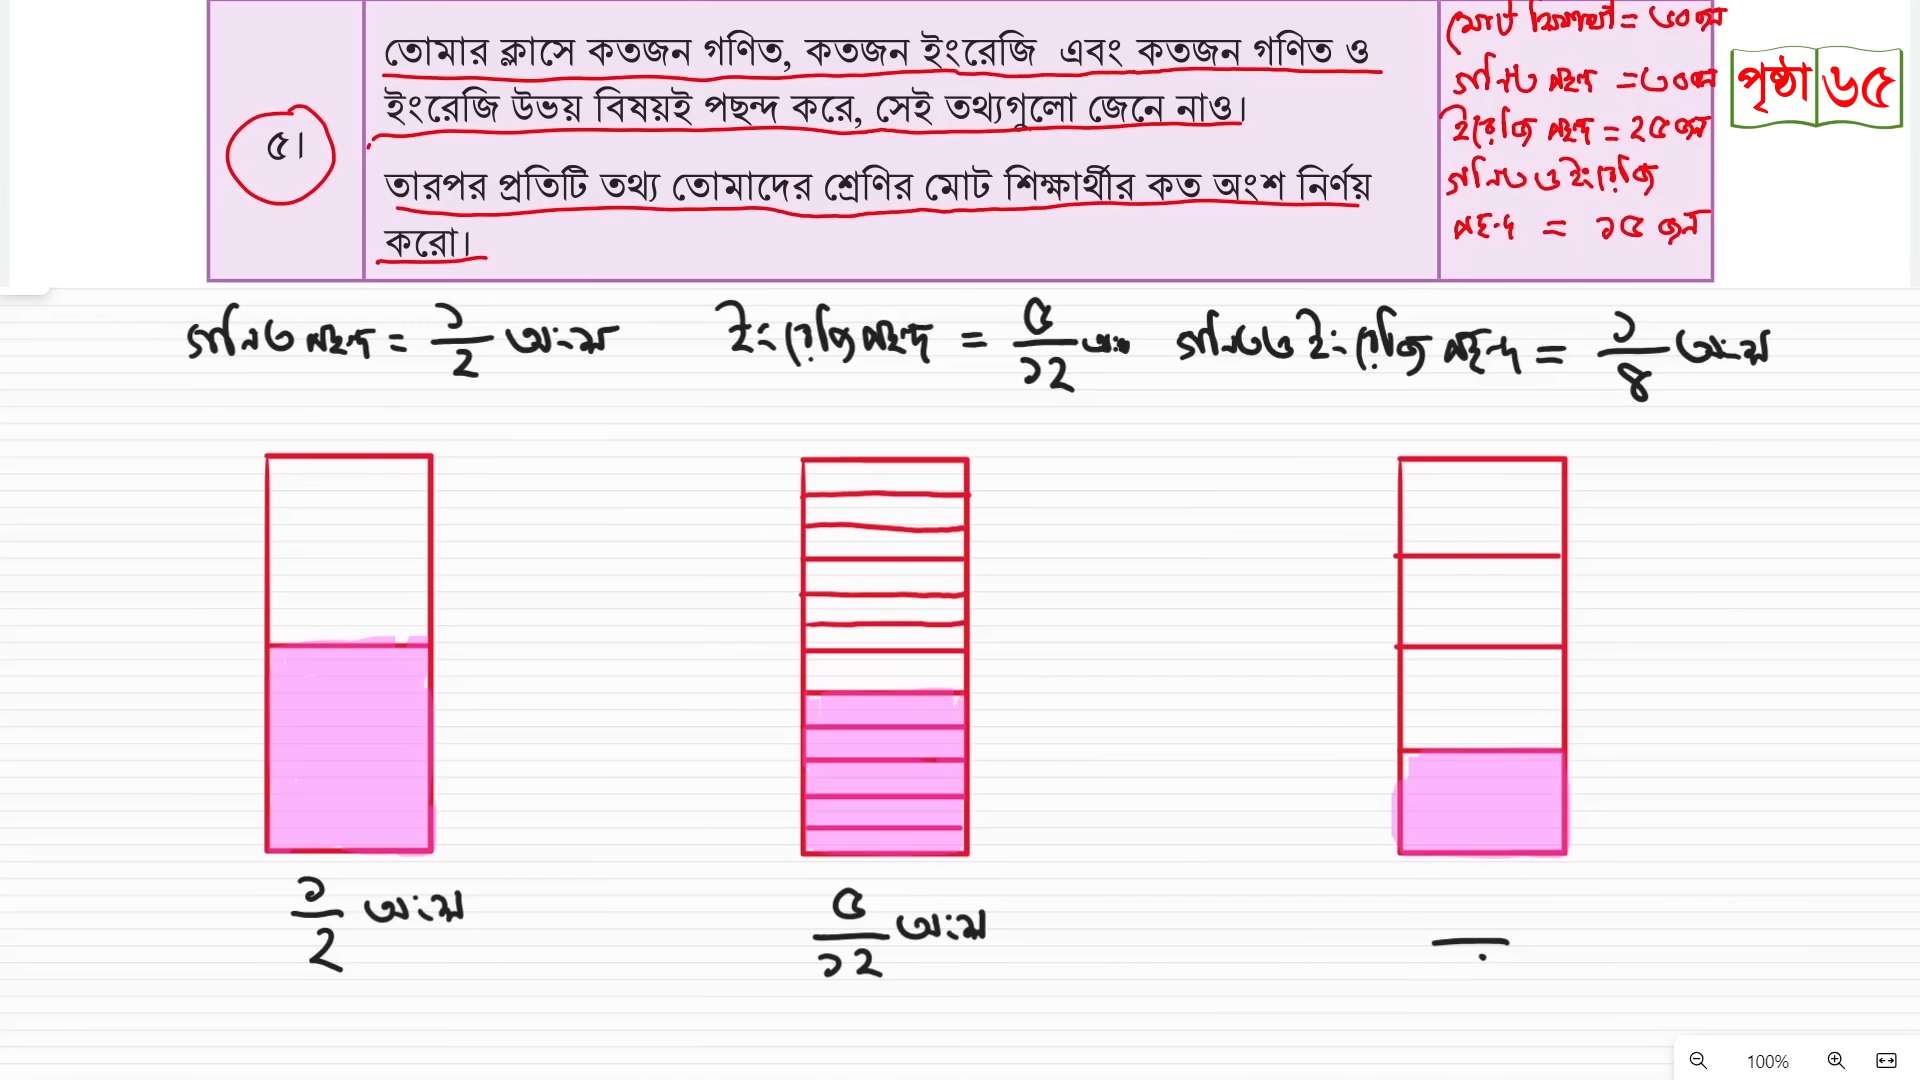 ৫।
তোমার ক্লাসে কতজন গণিত, কতজন ইংরেজি এবং কতজন গণিত ও
ইংরেজি উভয় বিষয়ই পছন্দ করে, সেই তথ্যগুলো জেনে নাও।
তারপর প্রতিটি তথ্য তোমাদের শ্রেণির মোট শিক্ষার্থীর কত অংশ নির্ণয়
করো।
মোট শিক্ষার্থী = ৬০ জন
গণিত পছন্দ = ৩০ জন
ইংরেজি পছন্দ = ২৫ জন
গণিত ও ইংরেজি
পছন্দ = ১৫ জন
পৃষ্ঠা ৬৫
গণিত পছন্দ = ১/২ অংশ
ইংরেজি পছন্দ = ৫/১২ অংশ
গণিত ও ইংরেজি পছন্দ = ১/৪ অংশ
১/২ অংশ
৫/১২ অংশ
100%